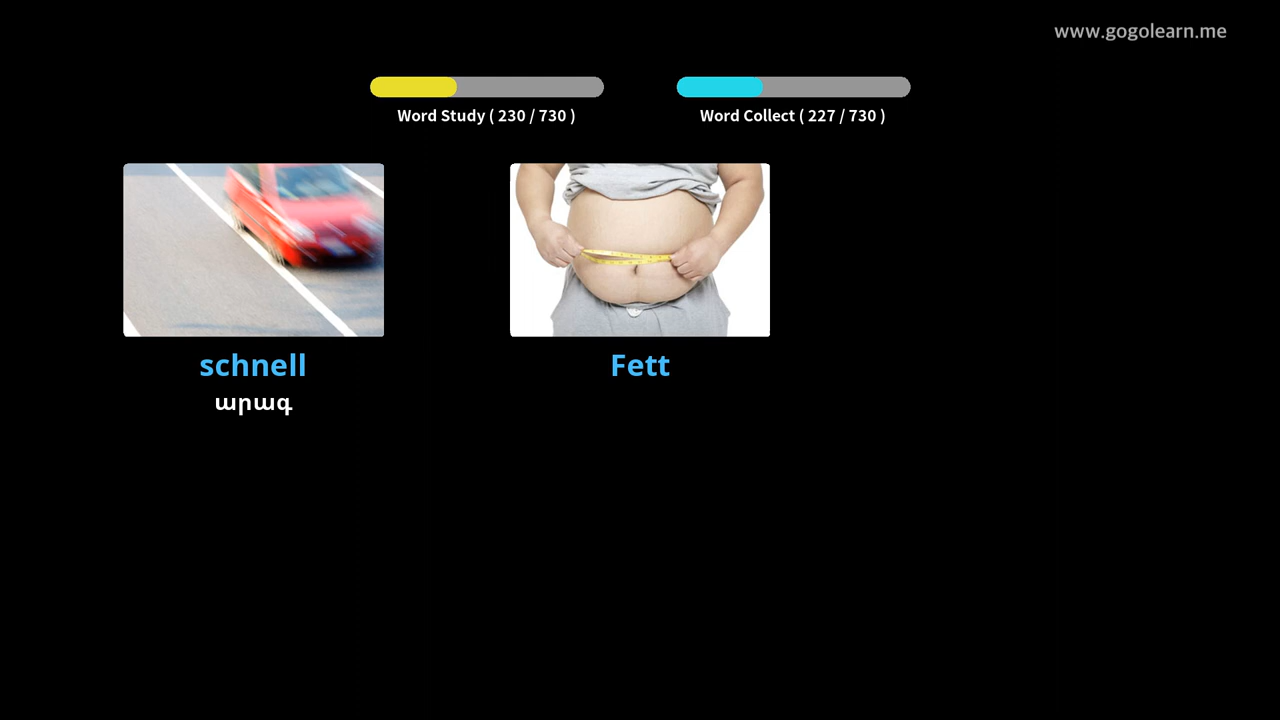 www.gogolearn.me
Word Study ( 230 / 730 )
Word Collect ( 227 / 730 )
schnell
արագ
Fett